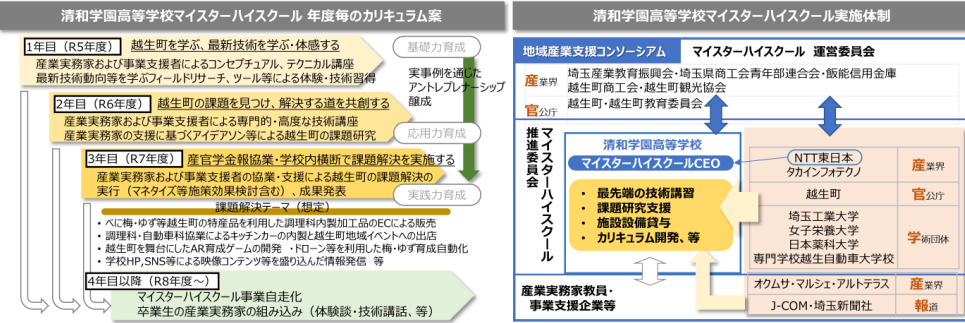 清和学園高等学校マイスターハイスクール 年度毎のカリキュラム案
1年目（R5年度） 越生町を学ぶ、最新技術を学ぶ・体感する
産業実務家および事業支援者によるコンセプチュアル、テクニカル講座
最新技術動向等を学ぶフィールドリサーチ、ツール等による体験・技術習得
基礎力育成
実事例を通じた
アントレプレナーシップ
醸成
2年目（R6年度） 越生町の課題を見つけ、解決する道を共創する
産業実務家および事業支援者による専門的・高度な技術講座
産業実務家の支援に基づくアイデアソン等による越生町の課題研究
応用力育成
3年目（R7年度） 産官学金報協業・学校内横断で課題解決を実施する
産業実務家および事業支援者の協業・支援による越生町の課題解決の
実行（マネタイズ等施策効果検討含む）、成果発表
実践力育成
課題解決テーマ（想定）
・べに梅・ゆず等越生町の特産品を利用した調理科内製加工品のECによる販売
・調理科・自動車科協業によるキッチンカーの内製と越生町地域イベントへの出店
・越生町を舞台にしたAR育成ゲームの開発 ・ドローン等を利用した梅・ゆず育成自動化
・学校HP,SNS等による映像コンテンツ等を盛り込んだ情報発信 等
4年目以降（R8年度～）
マイスターハイスクール事業自走化
卒業生の産業実務家の組み込み（体験談・技術講話、等）
清和学園高等学校マイスターハイスクール実施体制
地域産業支援コンソーシアム マイスターハイスクール 運営委員会
産業界 埼玉産業教育振興会・埼玉県商工会青年部連合会・飯能信用金庫
越生町商工会・越生町観光協会
官公庁 越生町・越生町教育委員会
マイスターハイスクール
推進委員会
清和学園高等学校
マイスターハイスクールCEO
・ 最先端の技術講習
・ 課題研究支援
・ 施設設備貸与
・ カリキュラム開発、等
NTT東日本
タカインフォテクノ
産業界
越生町
官公庁
埼玉工業大学
女子栄養大学
日本薬科大学
専門学校越生自動車大学校
学術団体
オクムサ・マルシェ・アルトテラス 産業界
J-COM・埼玉新聞社 報道
産業実務家教員・
事業支援企業等